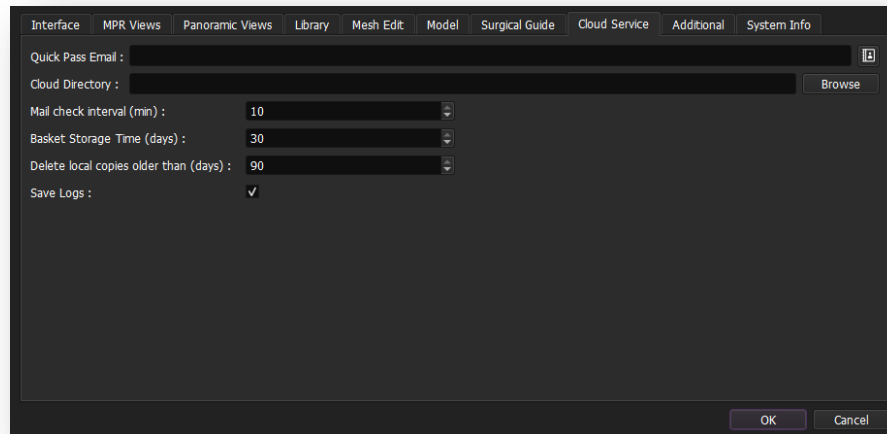 Interface MPR Views Panoramic Views Library Mesh Edit Model Surgical Guide Cloud Service Additional System Info
Quick Pass Email :
Cloud Directory : Browse
Mail check interval (min) : 10
Basket Storage Time (days) : 30
Delete local copies older than (days) : 90
Save Logs :
OK Cancel